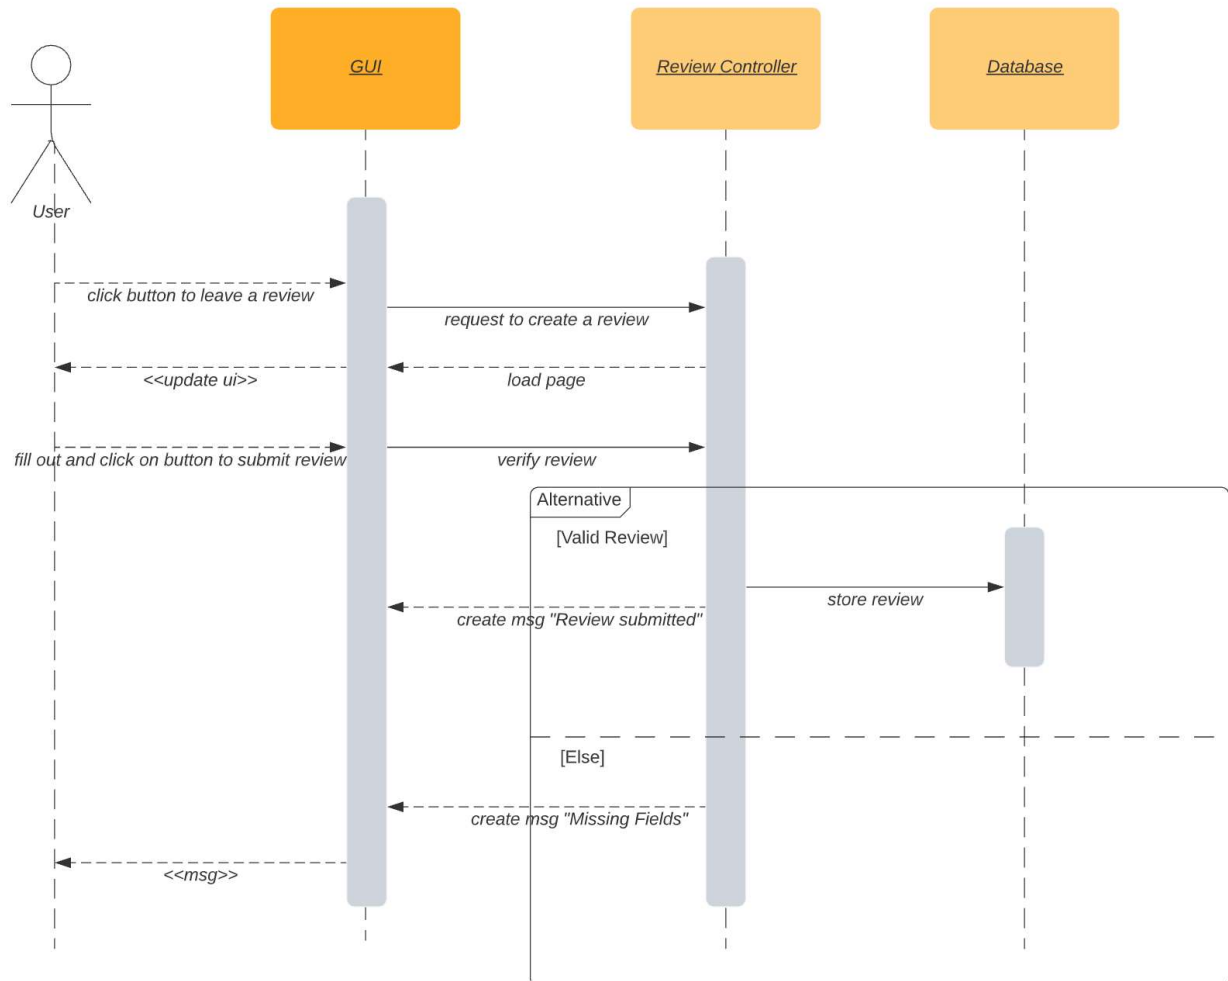 GUI
Review Controller
Database
User
click button to leave a review
request to create a review
<<update ui>>
load page
fill out and click on button to submit review
verify review
Alternative
[Valid Review]
store review
create msg "Review submitted"
[Else]
create msg "Missing Fields"
<<msg>>